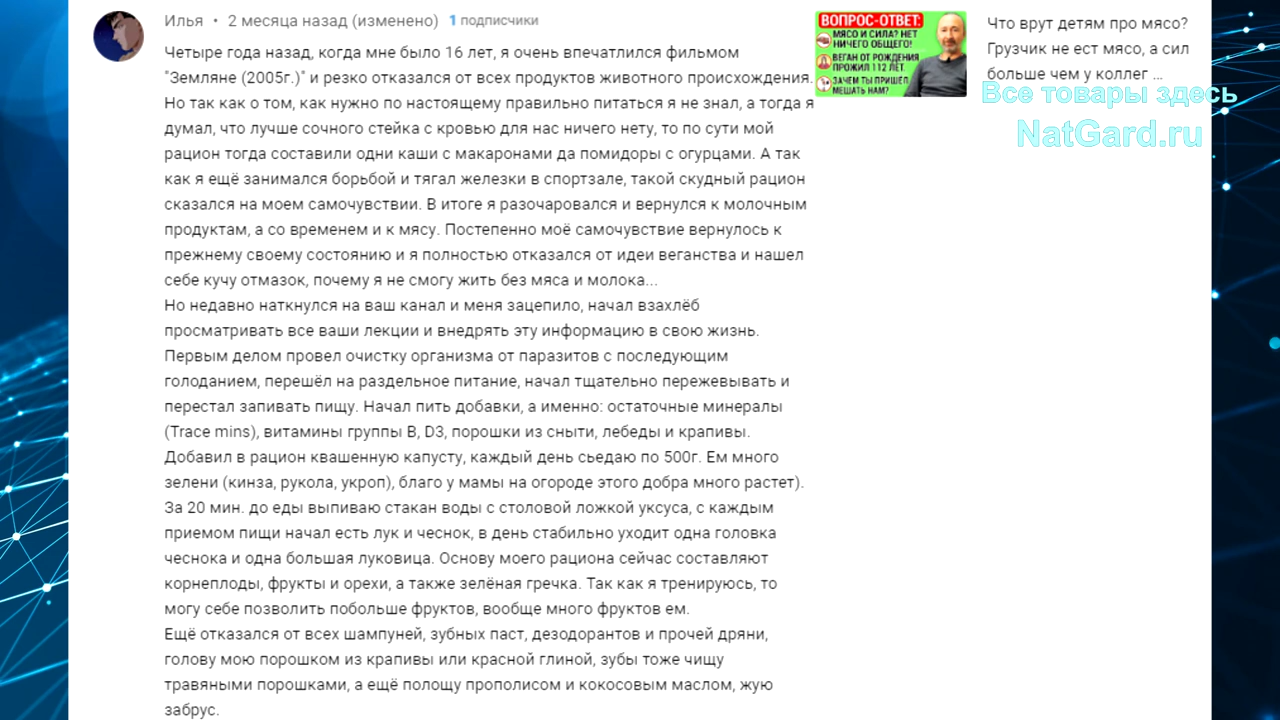 Илья • 2 месяца назад (изменено) 1 подписчики
Четыре года назад, когда мне было 16 лет, я очень впечатлился фильмом
"Земляне (2005г.)" и резко отказался от всех продуктов животного происхождения.
Но так как о том, как нужно по настоящему правильно питаться я не знал, а тогда я
думал, что лучше сочного стейка с кровью для нас ничего нету, то по сути мой
рацион тогда составили одни каши с макаронами да помидоры с огурцами. А так
как я ещё занимался борьбой и тягал железки в спортзале, такой скудный рацион
сказался на моем самочувствии. В итоге я разочаровался и вернулся к молочным
продуктам, а со временем и к мясу. Постепенно моё самочувствие вернулось к
прежнему своему состоянию и я полностью отказался от идеи веганства и нашел
себе кучу отмазок, почему я не смогу жить без мяса и молока...
Но недавно наткнулся на ваш канал и меня зацепило, начал взахлёб
просматривать все ваши лекции и внедрять эту информацию в свою жизнь.
Первым делом провел очистку организма от паразитов с последующим
голоданием, перешёл на раздельное питание, начал тщательно пережевывать и
перестал запивать пищу. Начал пить добавки, а именно: остаточные минералы
(Trace mins), витамины группы B, D3, порошки из сныти, лебеды и крапивы.
Добавил в рацион квашенную капусту, каждый день сьедаю по 500г. Ем много
зелени (кинза, рукола, укроп), благо у мамы на огороде этого добра много растет).
За 20 мин. до еды выпиваю стакан воды с столовой ложкой уксуса, с каждым
приемом пищи начал есть лук и чеснок, в день стабильно уходит одна головка
чеснока и одна большая луковица. Основу моего рациона сейчас составляют
корнеплоды, фрукты и орехи, а также зелёная гречка. Так как я тренируюсь, то
могу себе позволить побольше фруктов, вообще много фруктов ем.
Ещё отказался от всех шампуней, зубных паст, дезодорантов и прочей дряни,
голову мою порошком из крапивы или красной глиной, зубы тоже чищу
травяными порошками, а ещё полощу прополисом и кокосовым маслом, жую
забрус.
ВОПРОС-ОТВЕТ:
МЯСО И СИЛА? НЕТ
НИЧЕГО ОБЩЕГО!
ВЕГАН ОТ РОЖДЕНИЯ
ПРОЖИЛ 112 ЛЕТ.
ЗАЧЕМ ТЫ ПРИШЕЛ
МЕШАТЬ НАМ?
Что врут детям про мясо?
Грузчик не ест мясо, а сил
больше чем у коллег ...
Все товары здесь
NatGard.ru